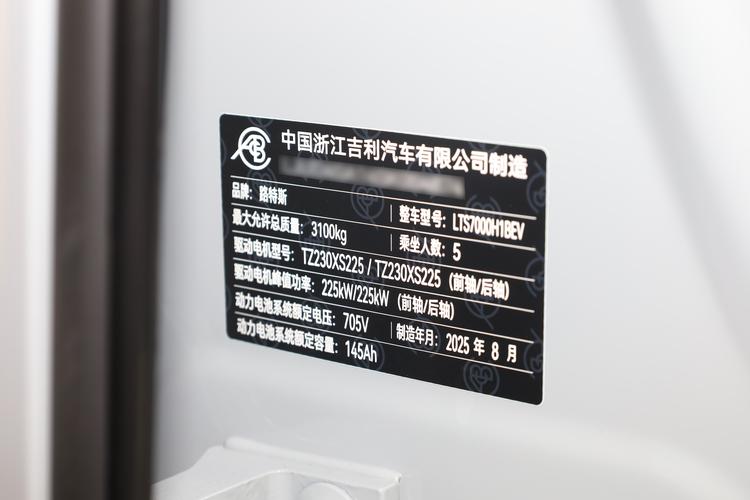 中国浙江吉利汽车有限公司制造
品牌：路特斯 整车型号：LTS7000H1BEV
最大允许总质量：3100kg 乘坐人数：5
驱动电机型号：TZ230XS225 / TZ230XS225（前轴/后轴）
驱动电机峰值功率：225kW/225kW（前轴/后轴）
动力电池系统额定电压：705V 制造年月：2025 年 8 月
动力电池系统额定容量：145Ah